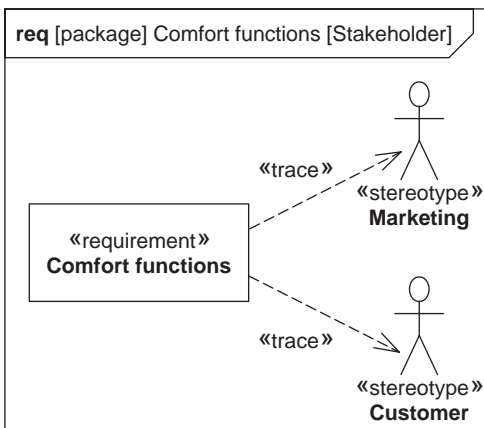 req [package] Comfort functions [Stakeholder]
«trace»
«stereotype»
Marketing
«requirement»
Comfort functions
«trace»
«stereotype»
Customer